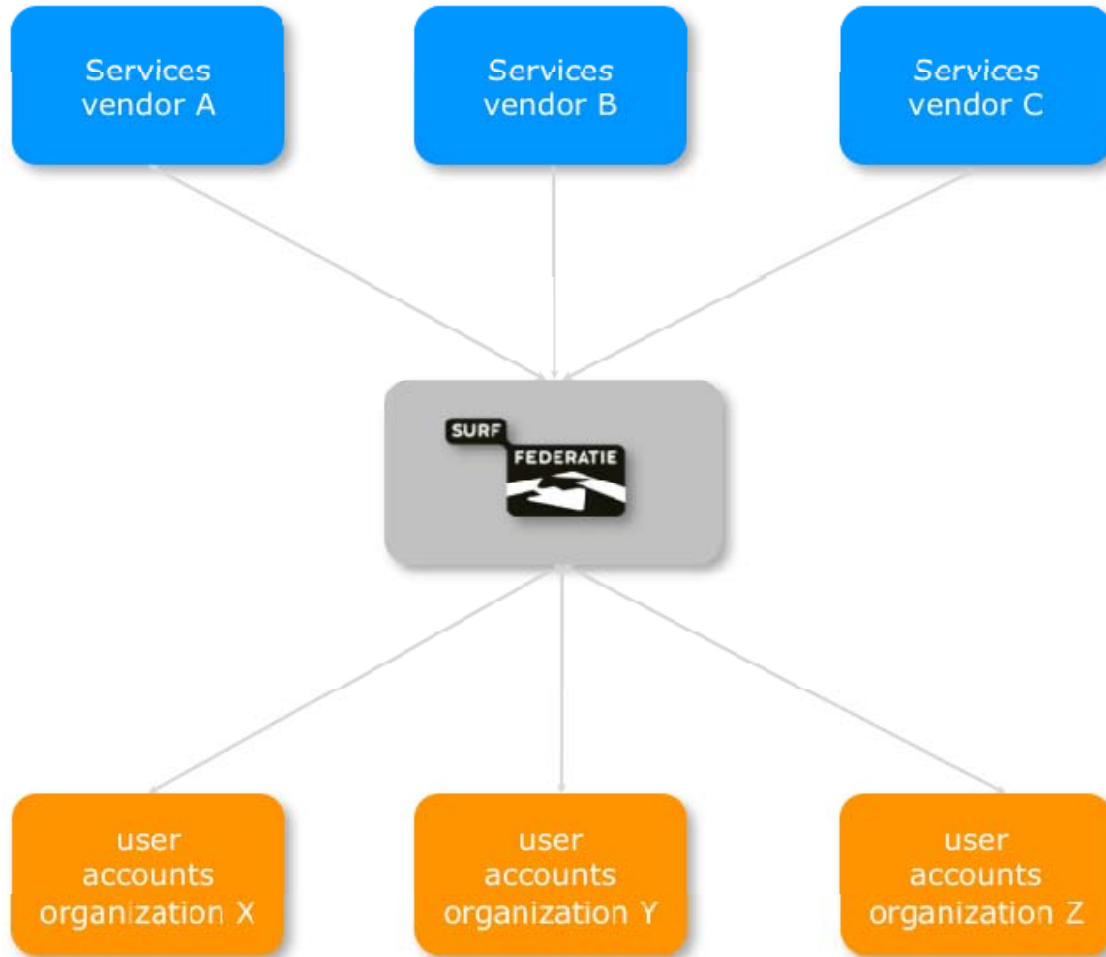 Services
vendor A
Services
vendor B
Services
vendor C
SURF
FEDERATIE
user
accounts
organization X
user
accounts
organization Y
user
accounts
organization Z